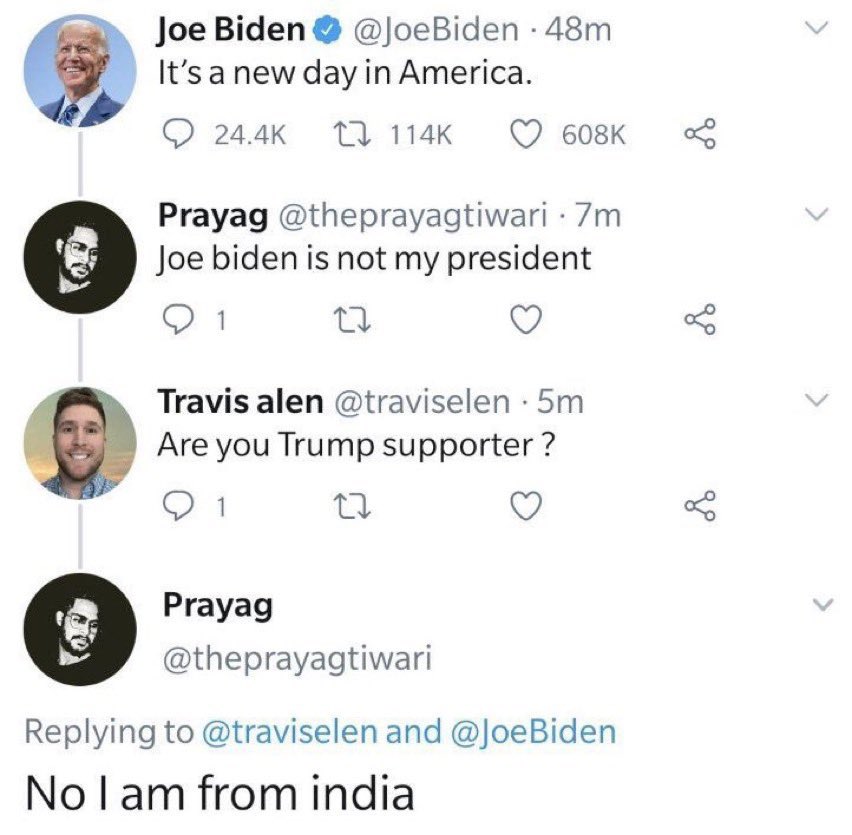 Joe Biden @JoeBiden · 48m
It's a new day in America.
24.4K 114K 608K
Prayag @theprayagtiwari · 7m
Joe biden is not my president
1
Travis alen @traviselen · 5m
Are you Trump supporter ?
1
Prayag
@theprayagtiwari
Replying to @traviselen and @JoeBiden
No I am from india